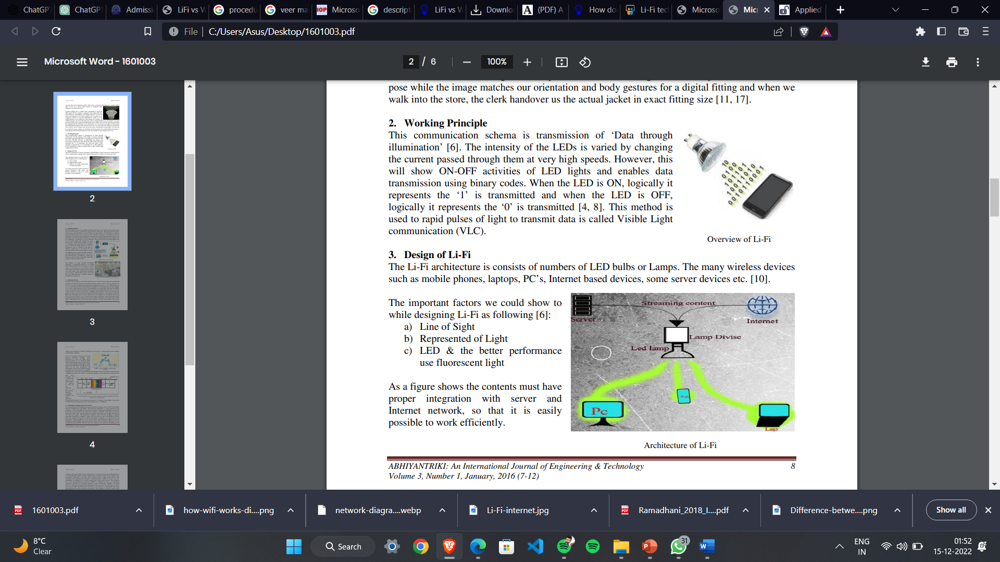 ChatGPT
ChatGPT
Admissi
LiFi vs W
procedu
veer ma
IOP Microso
descript
LiFi vs W
Downlo
(PDF) A
How do
Li-Fi tec
Microso
Micr
Applied
File C:/Users/Asus/Desktop/1601003.pdf
Microsoft Word - 1601003
2 / 6
100%
2
3
4
pose while the image matches our orientation and body gestures for a digital fitting and when we
walk into the store, the clerk handover us the actual jacket in exact fitting size [11, 17].
2. Working Principle
This communication schema is transmission of ‘Data through
illumination’ [6]. The intensity of the LEDs is varied by changing
the current passed through them at very high speeds. However, this
will show ON-OFF activities of LED lights and enables data
transmission using binary codes. When the LED is ON, logically it
represents the ‘1’ is transmitted and when the LED is OFF,
logically it represents the ‘0’ is transmitted [4, 8]. This method is
used to rapid pulses of light to transmit data is called Visible Light
communication (VLC).
Overview of Li-Fi
3. Design of Li-Fi
The Li-Fi architecture is consists of numbers of LED bulbs or Lamps. The many wireless devices
such as mobile phones, laptops, PC’s, Internet based devices, some server devices etc. [10].
The important factors we could show to
while designing Li-Fi as following [6]:
a) Line of Sight
b) Represented of Light
c) LED & the better performance
use fluorescent light
As a figure shows the contents must have
proper integration with server and
Internet network, so that it is easily
possible to work efficiently.
Streaming content
Server
Internet
Lamp Divise
Led lamp
Pc
Tab
Lap
Architecture of Li-Fi
ABHIYANTRIKI: An International Journal of Engineering & Technology 8
Volume 3, Number 1, January, 2016 (7-12)
1601003.pdf
how-wifi-works-di....png
network-diagra....webp
Li-Fi-internet.jpg
Ramadhani_2018_I....pdf
Difference-betwe....png
Show all
8°C
Clear
Search
31
ENG
IN
01:52
15-12-2022